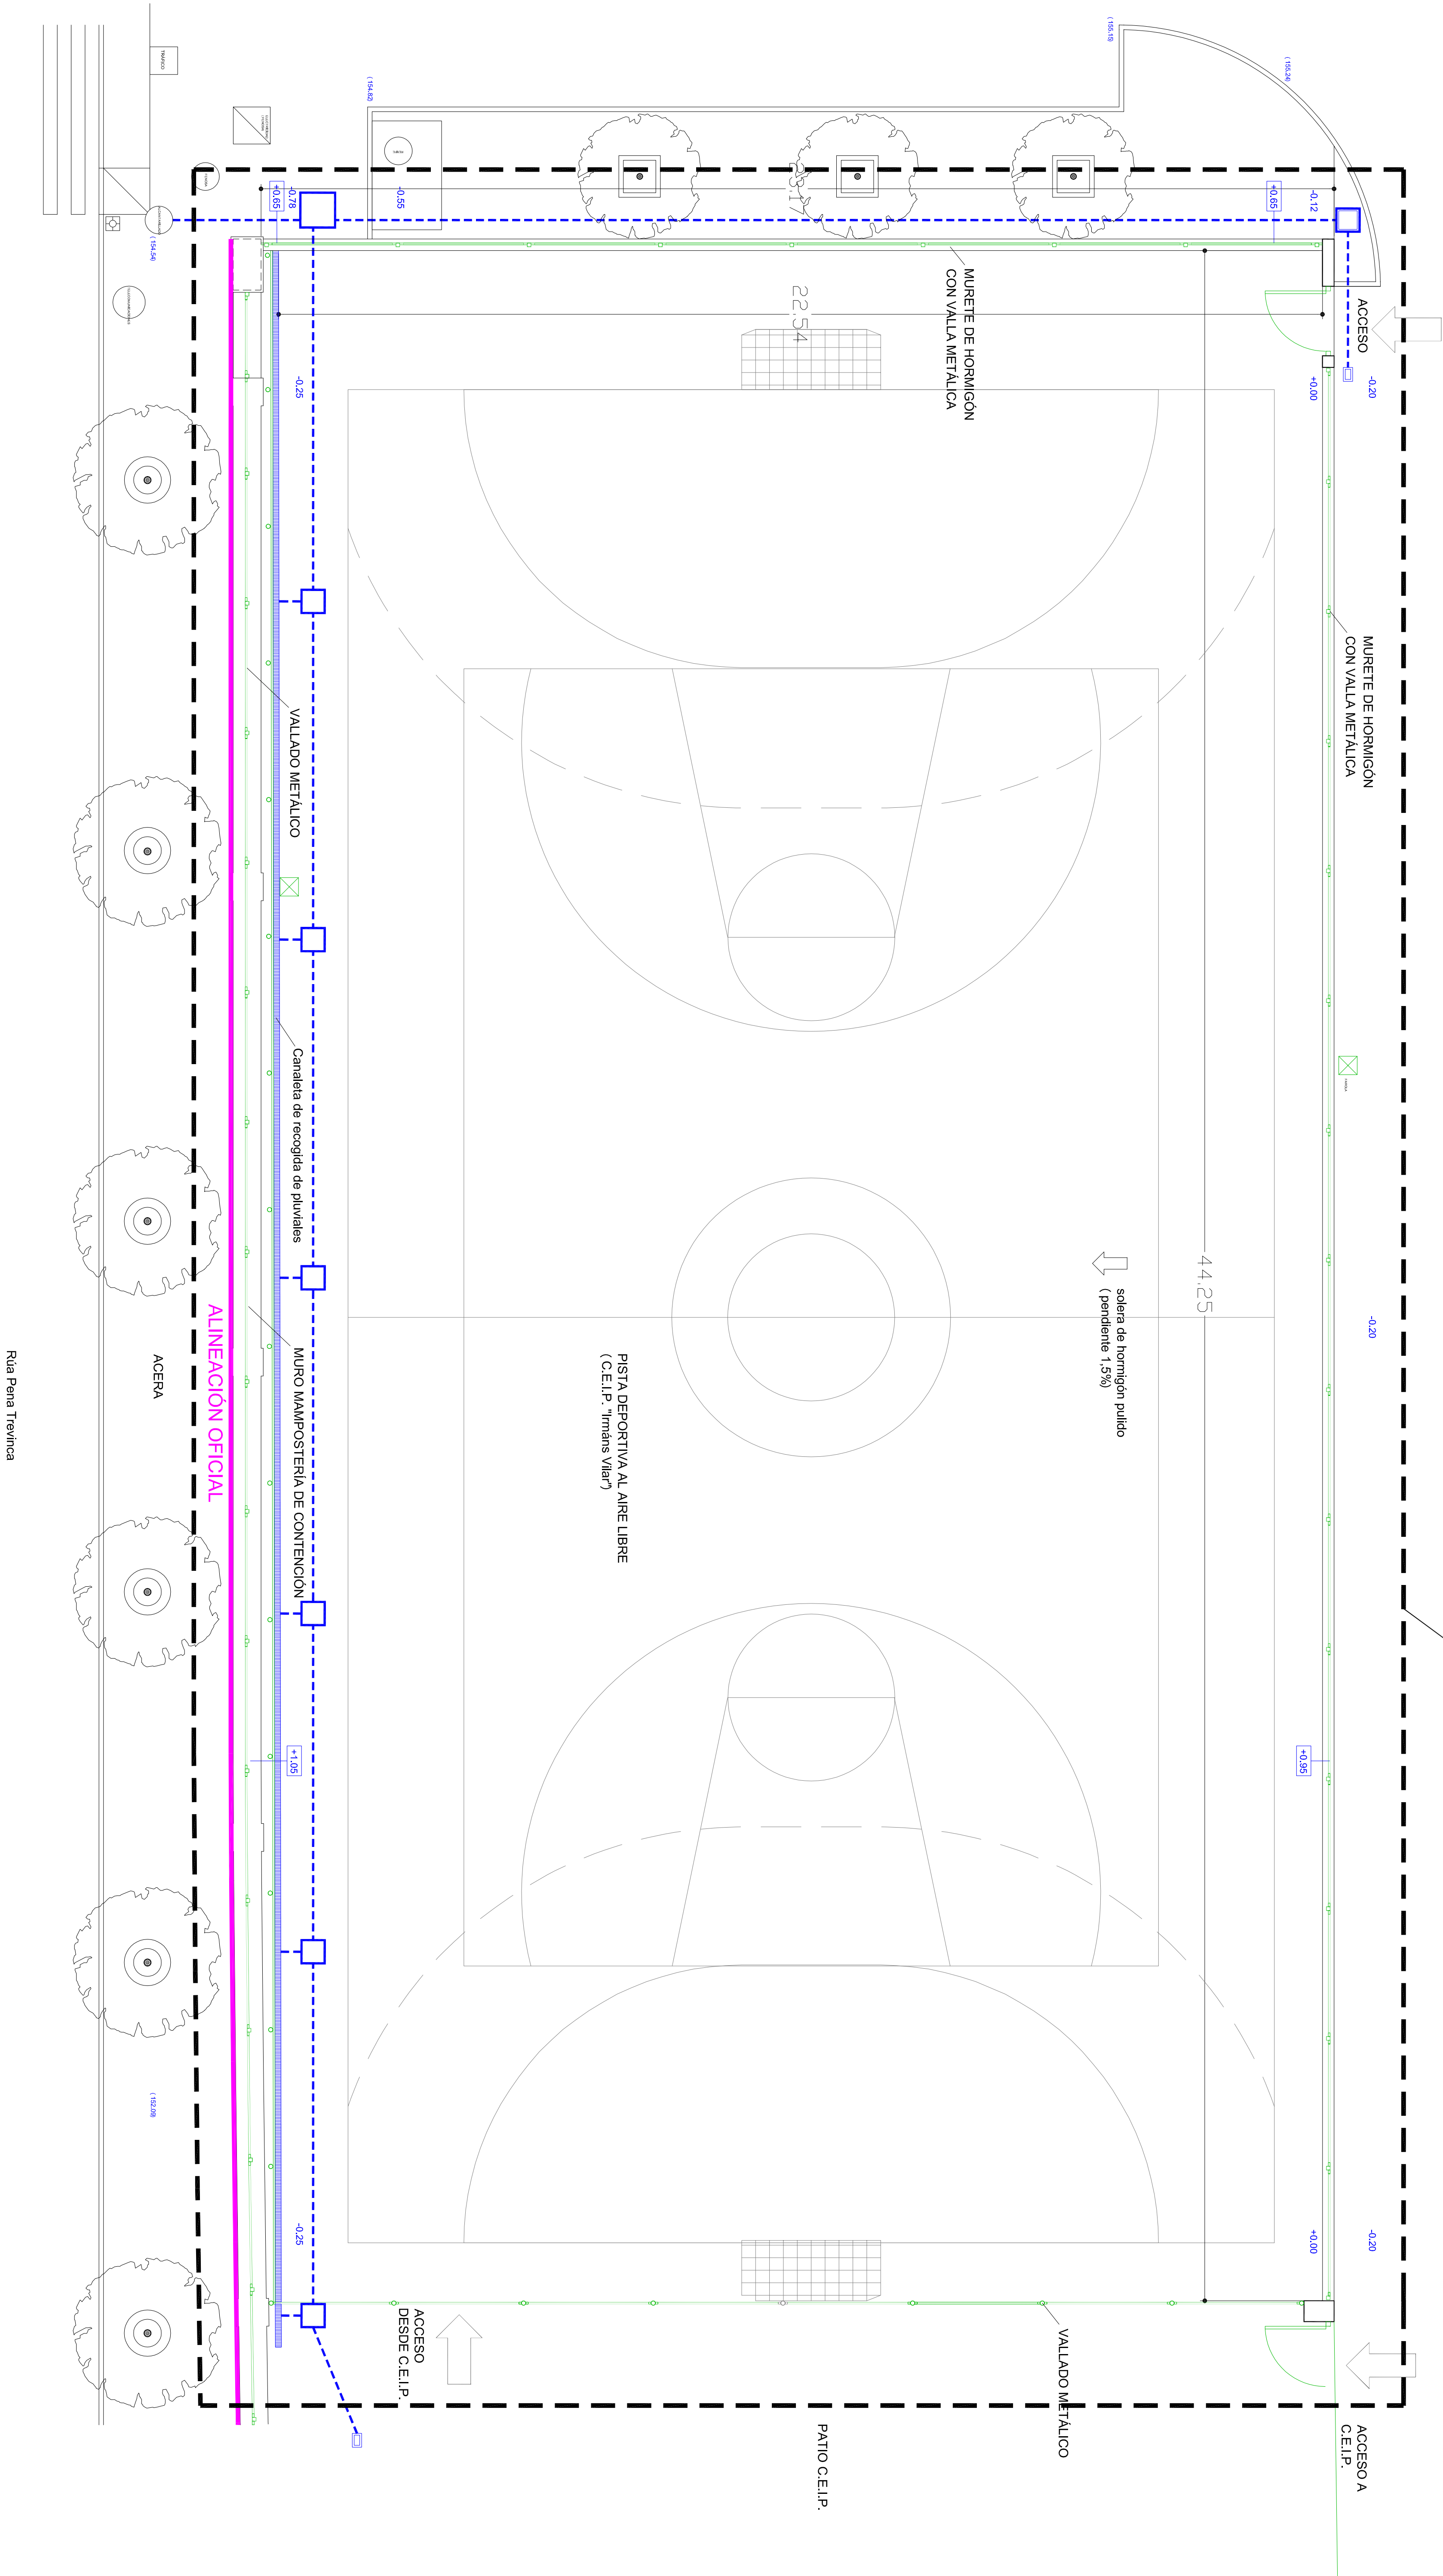 TRÁFICO
( 154.82)
( 155.15)
( 155.24)
( 154.54)
+0.65
-0.78
-0.55
+0.65
-0.12
MURETE DE HORMIGÓN
CON VALLA METÁLICA
22.54
ACCESO
-0.20
+0.00
-0.25
MURETE DE HORMIGÓN
CON VALLA METÁLICA
VALLADO METÁLICO
Canaleta de recogida de pluviales
44.25
solera de hormigón pulido
( pendiente 1,5%)
-0.20
ALINEACIÓN OFICIAL
ACERA
Rúa Pena Trevinca
MURO MAMPOSTERÍA DE CONTENCIÓN
PISTA DEPORTIVA AL AIRE LIBRE
( C.E.I.P. "Irmáns Vilar")
+1.05
+0.95
( 152.09)
-0.25
+0.00
-0.20
ACCESO
DESDE C.E.I.P.
VALLADO METÁLICO
PATIO C.E.I.P.
ACCESO A
C.E.I.P.